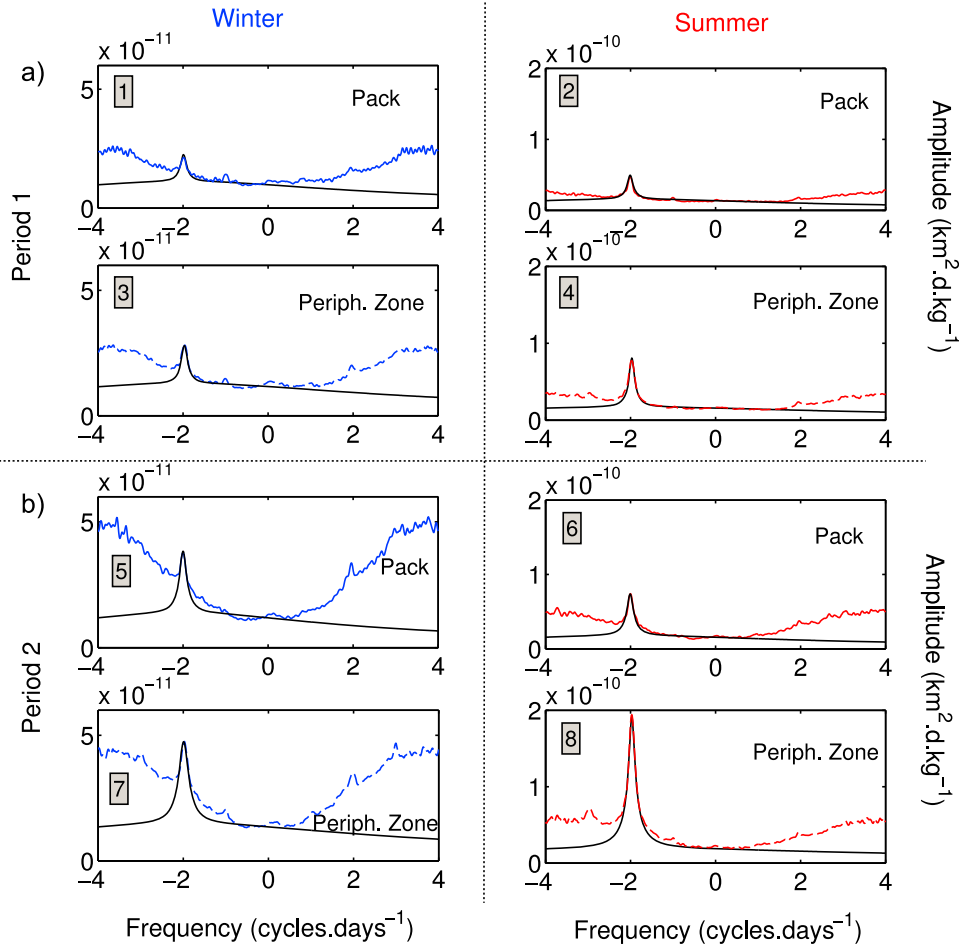 Winter
Summer
a)
Period 1
x 10⁻¹¹
1
Pack
5
0
−4 −2 0 2 4
x 10⁻¹⁰
2
Pack
2
1
0
−4 −2 0 2 4
Amplitude (km².d.kg⁻¹)
x 10⁻¹¹
3
Periph. Zone
5
0
−4 −2 0 2 4
x 10⁻¹⁰
4
Periph. Zone
2
1
0
−4 −2 0 2 4
b)
Period 2
x 10⁻¹¹
5
Pack
5
0
−4 −2 0 2 4
x 10⁻¹⁰
6
Pack
2
1
0
−4 −2 0 2 4
Amplitude (km².d.kg⁻¹)
x 10⁻¹¹
7
Periph. Zone
5
0
−4 −2 0 2 4
x 10⁻¹⁰
8
Periph. Zone
2
1
0
−4 −2 0 2 4
Frequency (cycles.days⁻¹)
Frequency (cycles.days⁻¹)